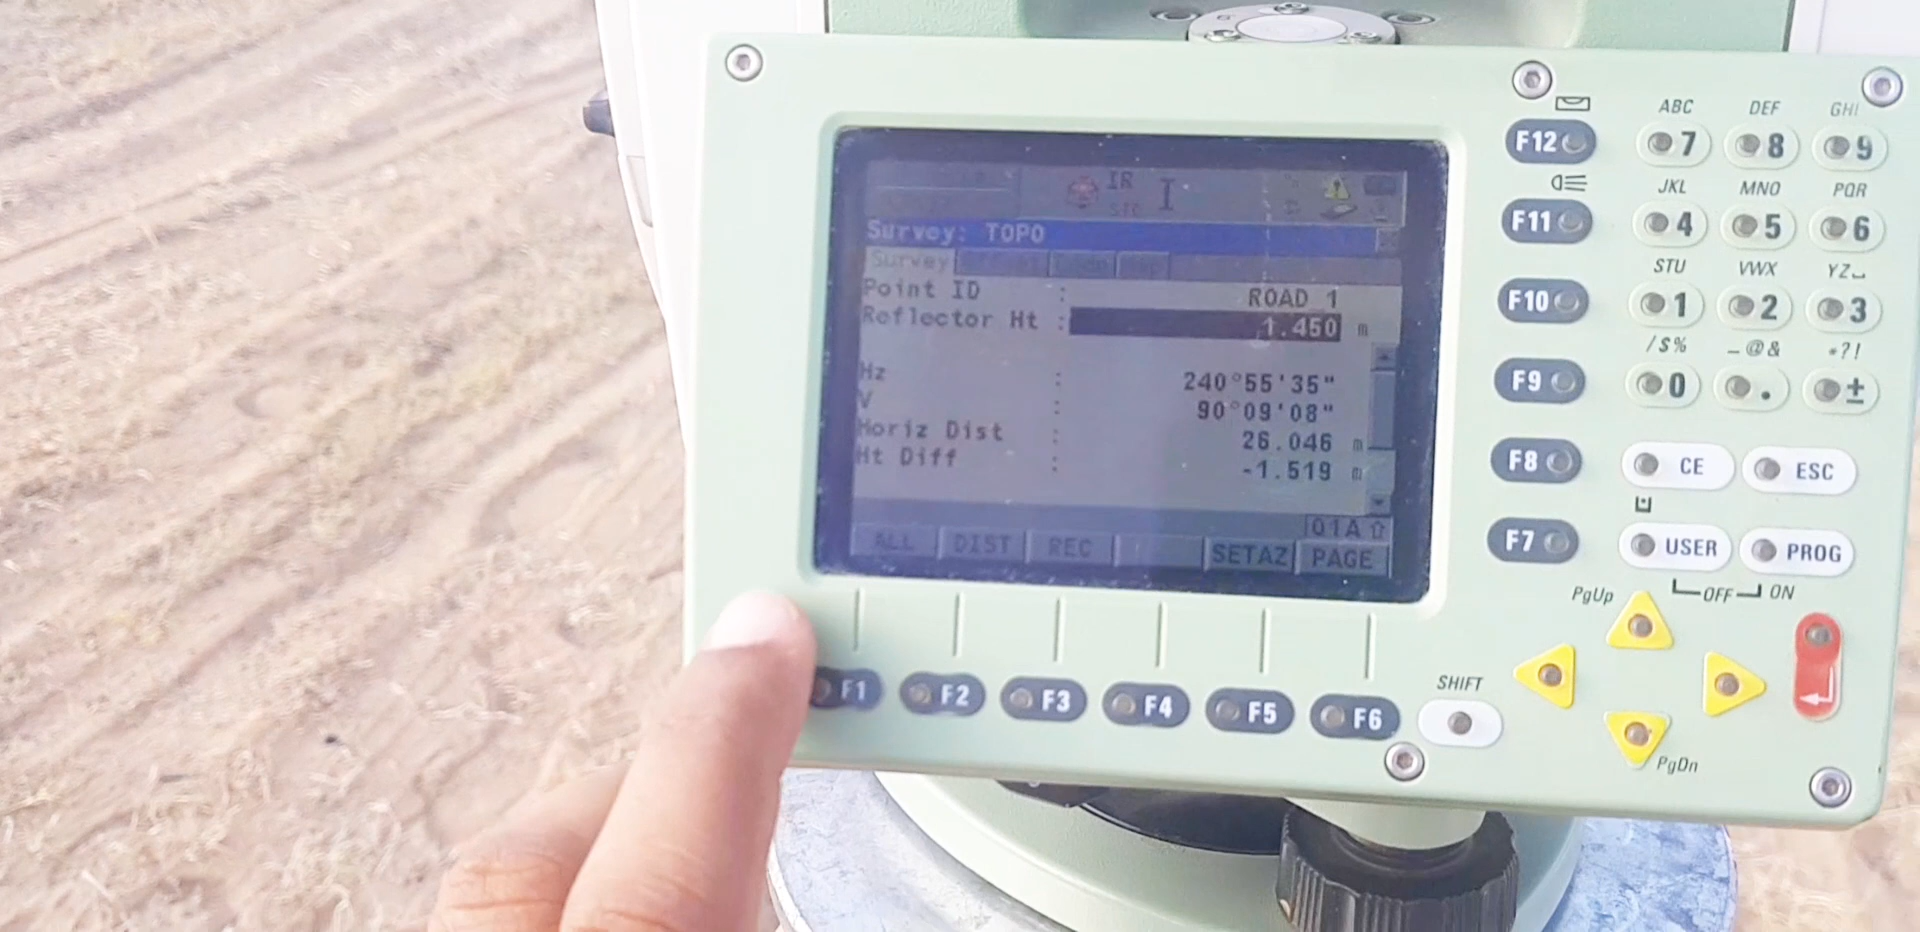 IR
STD
I
Survey: TOPO
Survey
Point ID : ROAD 1
Reflector Ht : 1.450 m
Hz : 240°55'35"
V : 90°09'08"
Horiz Dist : 26.046 m
Ht Diff : -1.519 m
01A⇧
ALL DIST REC SETAZ PAGE
F1 F2 F3 F4 F5 F6
F12
F11
F10
F9
F8
F7
ABC DEF GHI
7 8 9
JKL MNO PQR
4 5 6
STU VWX YZ⌴
1 2 3
/$% _@& *?!
0 . ±
CE ESC
USER PROG
OFF ON
PgUp
SHIFT
PgDn